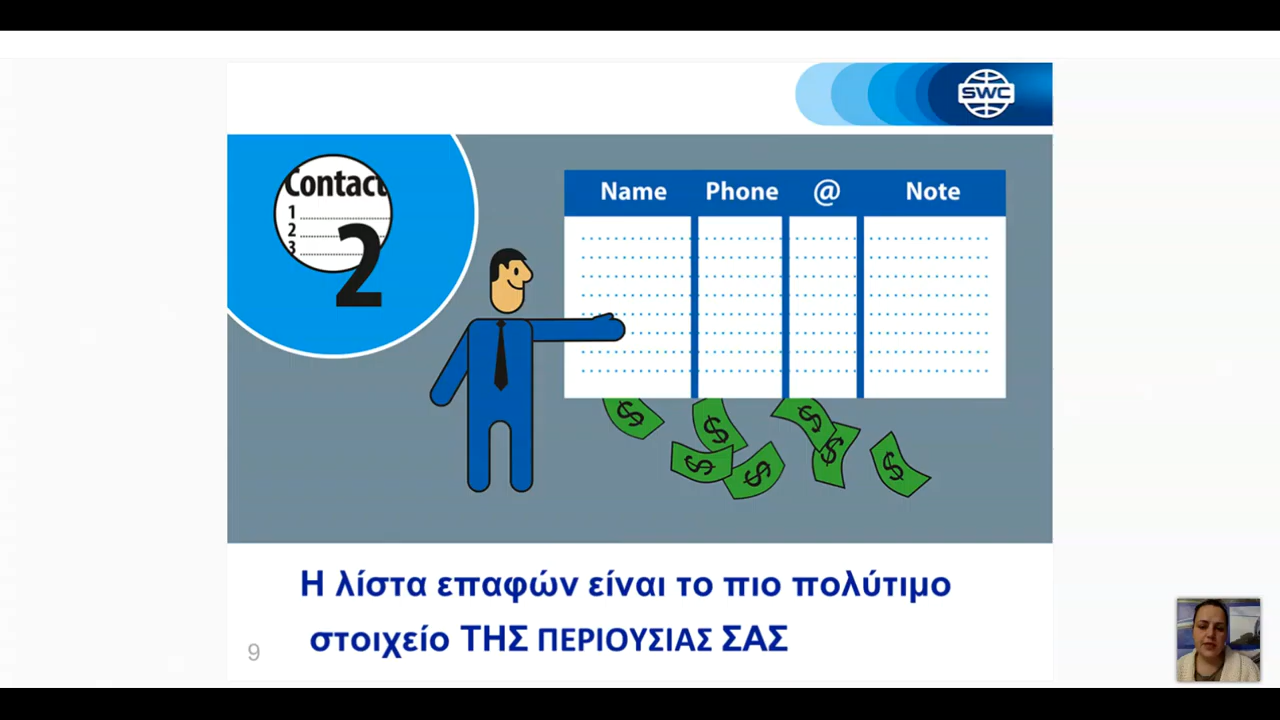 SWC
Contact
1
2
3
2
Name Phone @ Note
$ $ $ $ $ $ $
Η λίστα επαφών είναι το πιο πολύτιμο
στοιχείο ΤΗΣ ΠΕΡΙΟΥΣΙΑΣ ΣΑΣ
9